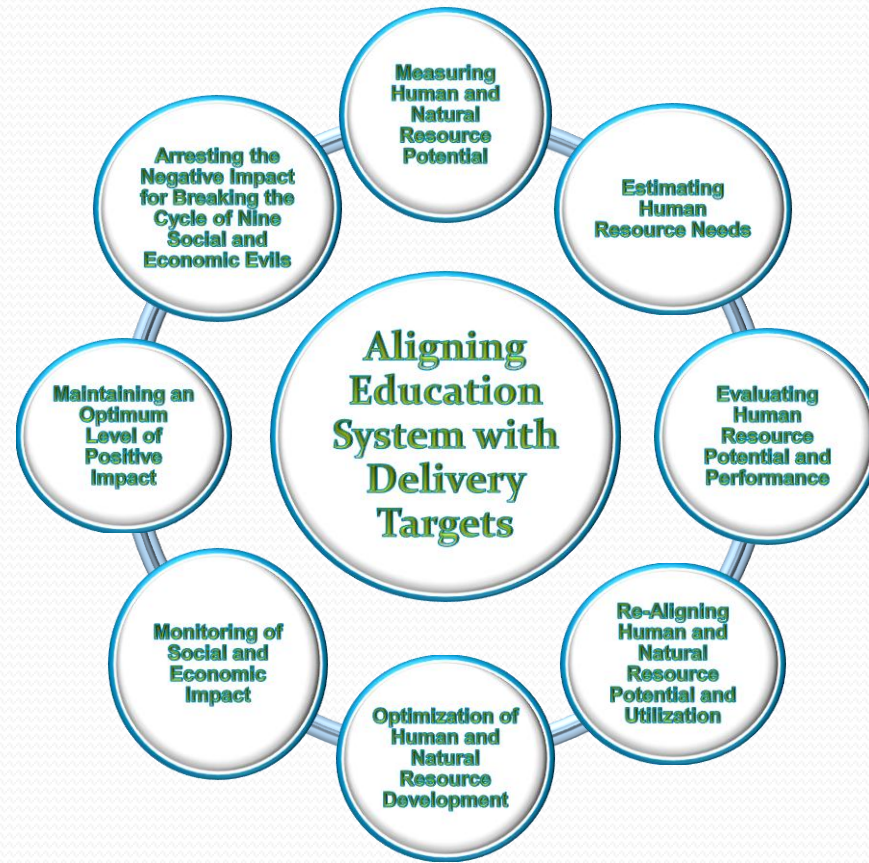 Measuring
Human and
Natural
Resource
Potential
Estimating
Human
Resource Needs
Evaluating
Human
Resource
Potential and
Performance
Re-Aligning
Human and
Natural
Resource
Potential and
Utilization
Optimization of
Human and
Natural
Resource
Development
Monitoring of
Social and
Economic
Impact
Maintaining an
Optimum
Level of
Positive
Impact
Arresting the
Negative Impact
for Breaking the
Cycle of Nine
Social and
Economic Evils
Aligning
Education
System with
Delivery
Targets